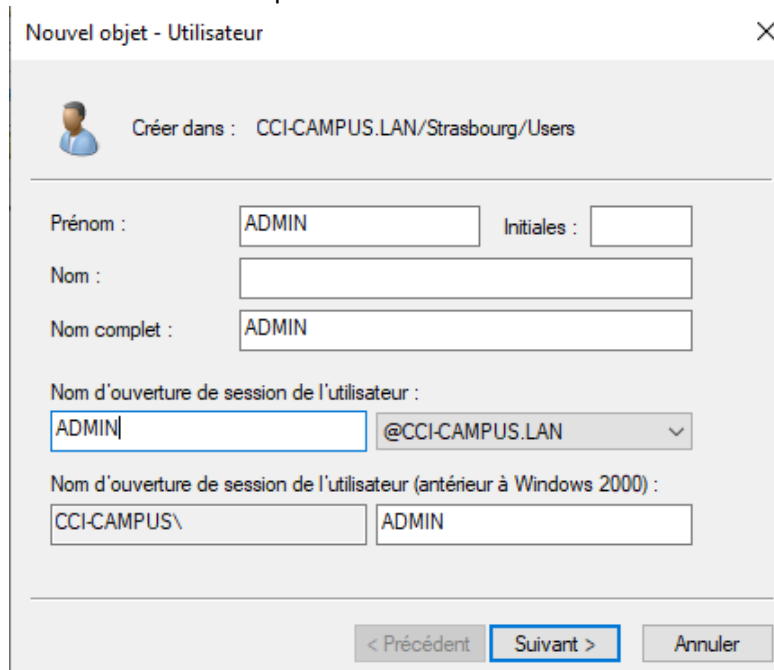 Nouvel objet - Utilisateur
Créer dans : CCI-CAMPUS.LAN/Strasbourg/Users
Prénom : ADMIN Initiales :
Nom :
Nom complet : ADMIN
Nom d'ouverture de session de l'utilisateur :
ADMIN @CCI-CAMPUS.LAN
Nom d'ouverture de session de l'utilisateur (antérieur à Windows 2000) :
CCI-CAMPUS\ ADMIN
< Précédent Suivant > Annuler